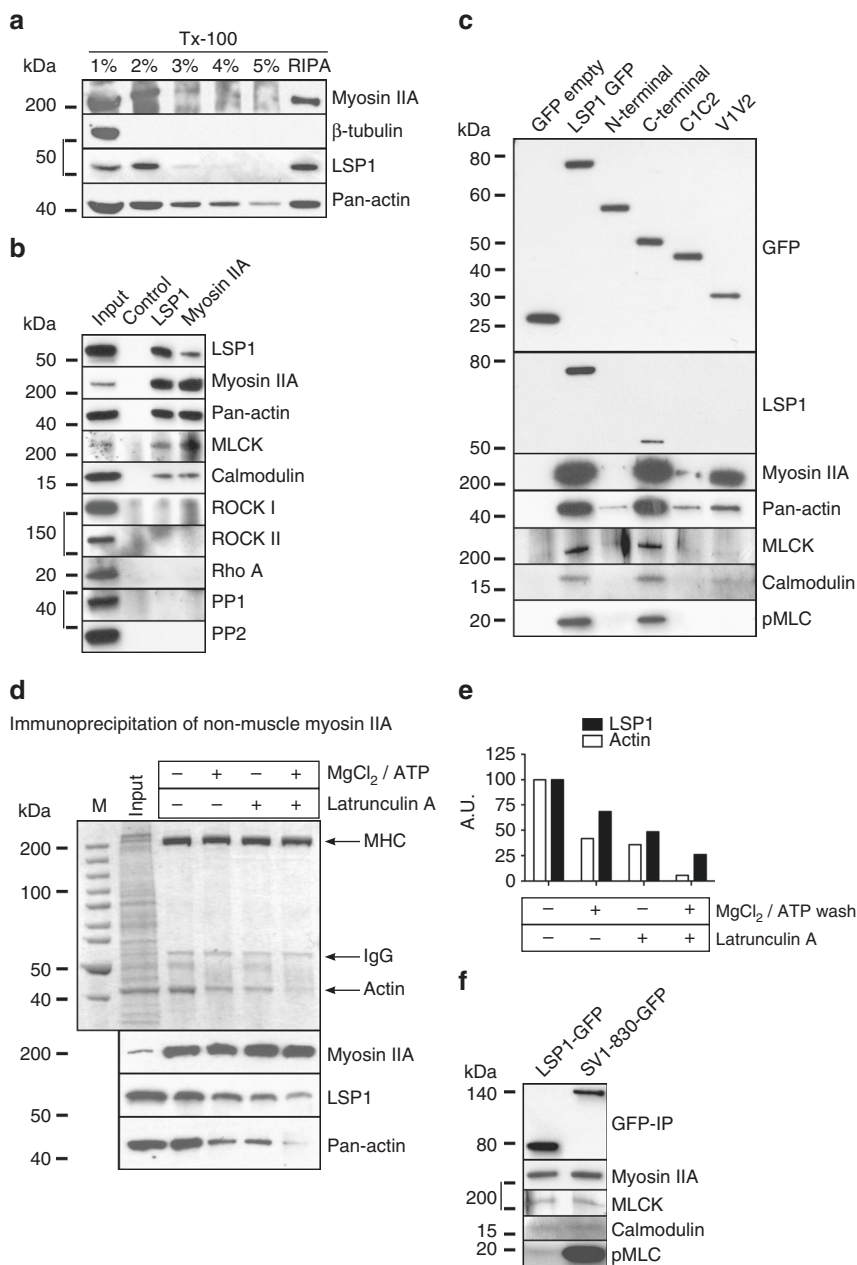 a
Tx-100
kDa 1% 2% 3% 4% 5% RIPA
200 Myosin IIA
β-tubulin
50 LSP1
40 Pan-actin
b
Input Control LSP1 Myosin IIA
kDa
50 LSP1
200 Myosin IIA
40 Pan-actin
200 MLCK
15 Calmodulin
ROCK I
150 ROCK II
20 Rho A
40 PP1
PP2
c
GFP empty LSP1 GFP N-terminal C-terminal C1C2 V1V2
kDa
80
60
50
40 GFP
30
25
80
LSP1
50
200 Myosin IIA
40 Pan-actin
200 MLCK
15 Calmodulin
20 pMLC
d
Immunoprecipitation of non-muscle myosin IIA
– + – + MgCl2 / ATP
– – + + Latrunculin A
kDa M Input
200 MHC
100
50 IgG
40 Actin
200 Myosin IIA
LSP1
50
40 Pan-actin
e
LSP1
Actin
A.U.
125
100
75
50
25
0
– + – + MgCl2 / ATP wash
– – + + Latrunculin A
f
LSP1-GFP SV1-830-GFP
kDa
140
GFP-IP
80
Myosin IIA
200 MLCK
15 Calmodulin
20 pMLC